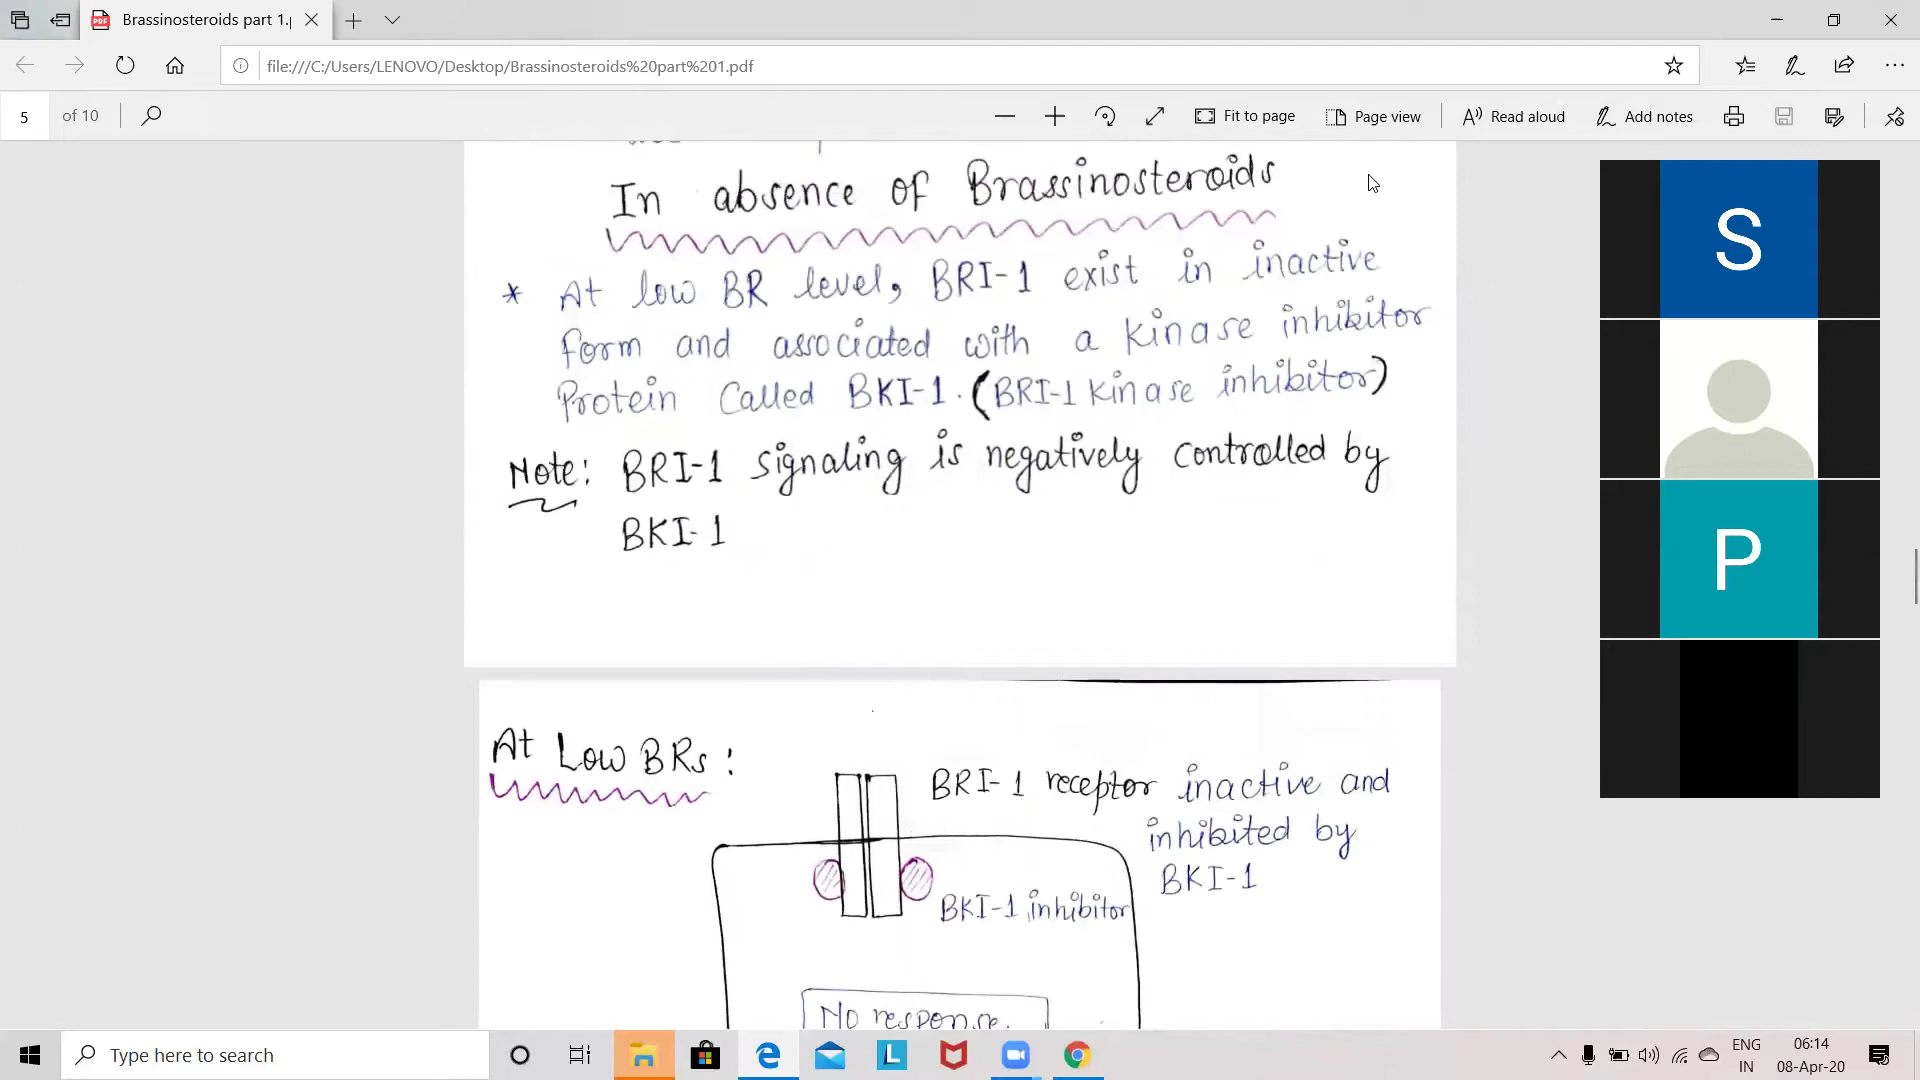 Brassinosteroids part 1.p
file:///C:/Users/LENOVO/Desktop/Brassinosteroids%20part%201.pdf
5 of 10
Fit to page
Page view
Read aloud
Add notes
In absence of Brassinosteroids
* At low BR level, BRI-1 exist in inactive
form and associated with a kinase inhibitor
Protein Called BKI-1. (BRI-1 kinase inhibitor)
Note: BRI-1 signaling is negatively controlled by
BKI-1
At Low BRs:
BRI-1 receptor inactive and
inhibited by
BKI-1
BKI-1 inhibitor
No response.
S
P
Type here to search
ENG
IN
06:14
08-Apr-20